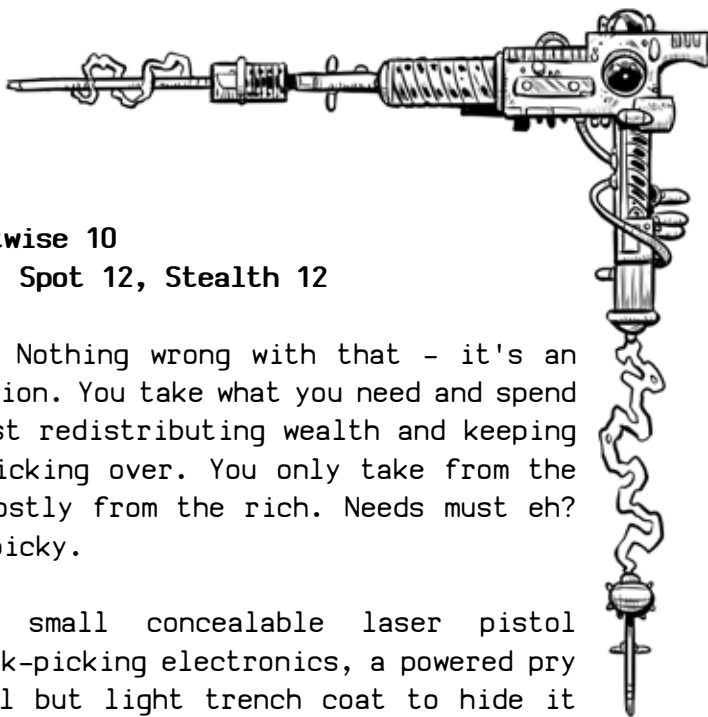 wise 10
Spot 12, Stealth 12
Nothing wrong with that – it's an
ion. You take what you need and spend
st redistributing wealth and keeping
icking over. You only take from the
ostly from the rich. Needs must eh?
picky.
small concealable laser pistol
k-picking electronics, a powered pry
l but light trench coat to hide it